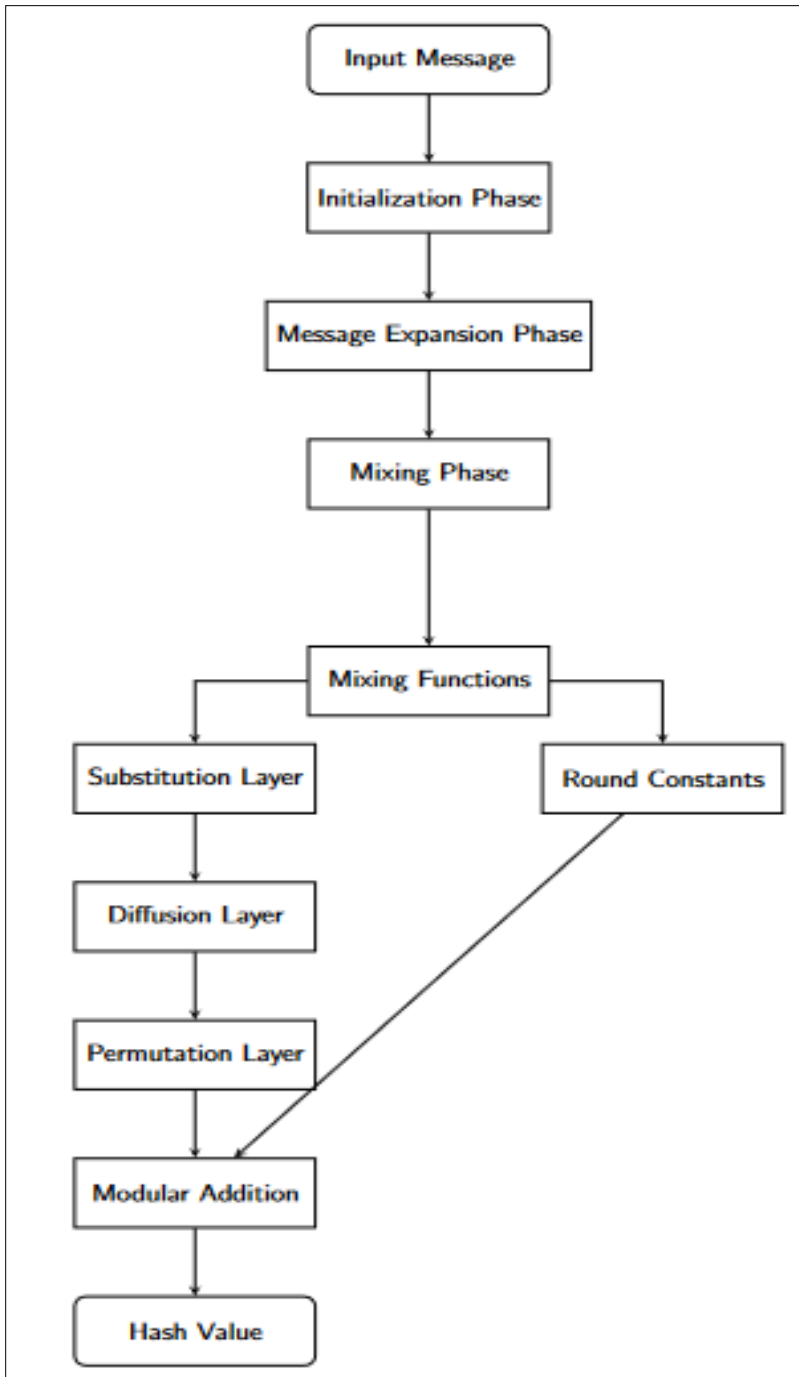 Input Message
Initialization Phase
Message Expansion Phase
Mixing Phase
Mixing Functions
Substitution Layer
Round Constants
Diffusion Layer
Permutation Layer
Modular Addition
Hash Value